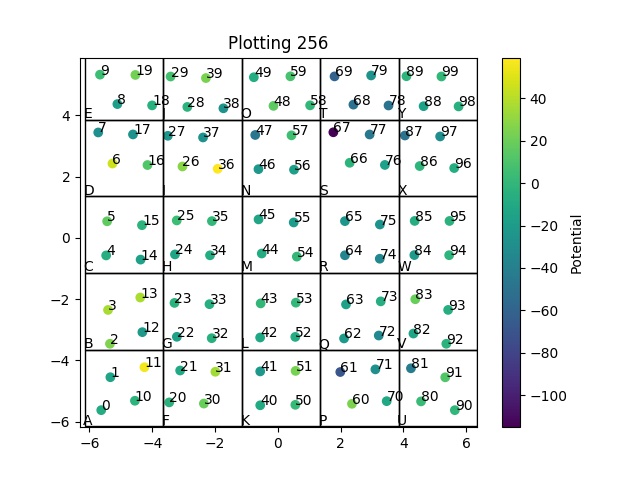 Plotting 256
9 19 29 39 49 59 69 79 89 99
8 18 28 38 48 58 68 78 88 98
E J O T Y
7 17 27 37 47 57 67 77 87 97
6 16 26 36 46 56 66 76 86 96
D I N S X
5 15 25 35 45 55 65 75 85 95
4 14 24 34 44 54 64 74 84 94
C H M R W
3 13 23 33 43 53 63 73 83 93
2 12 22 32 42 52 62 72 82 92
B G L Q V
1 11 21 31 41 51 61 71 81 91
0 10 20 30 40 50 60 70 80 90
A F K P U
4
2
0
−2
−4
−6
−6 −4 −2 0 2 4 6
40
20
0
−20
−40
−60
−80
−100
Potential